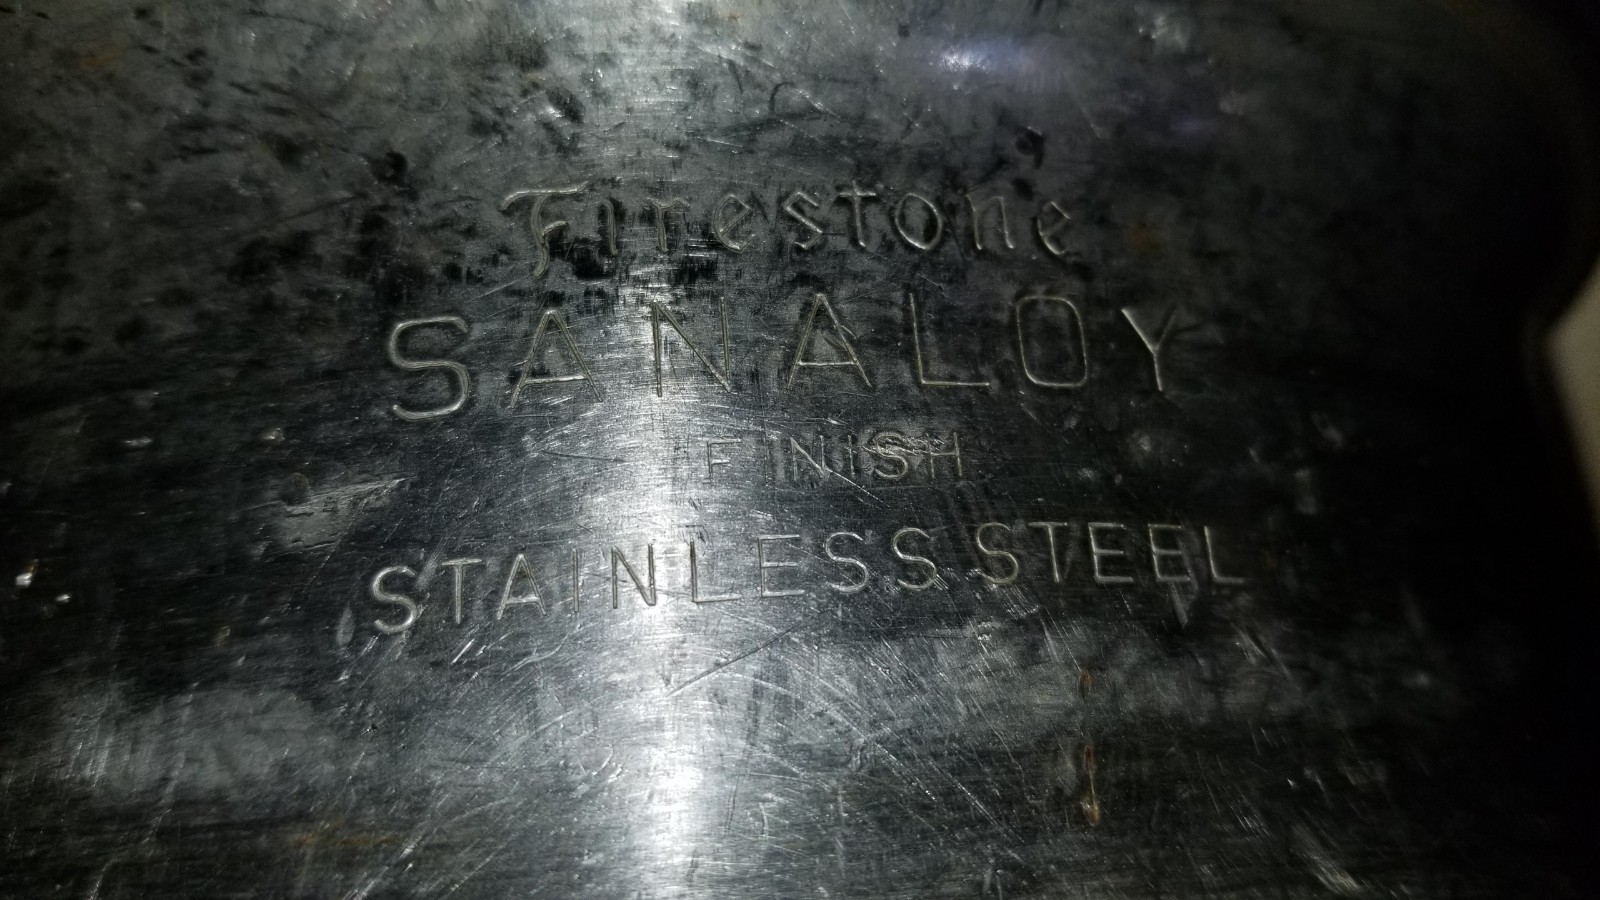 Firestone
SANALOY
FINISH
STAINLESS STEEL